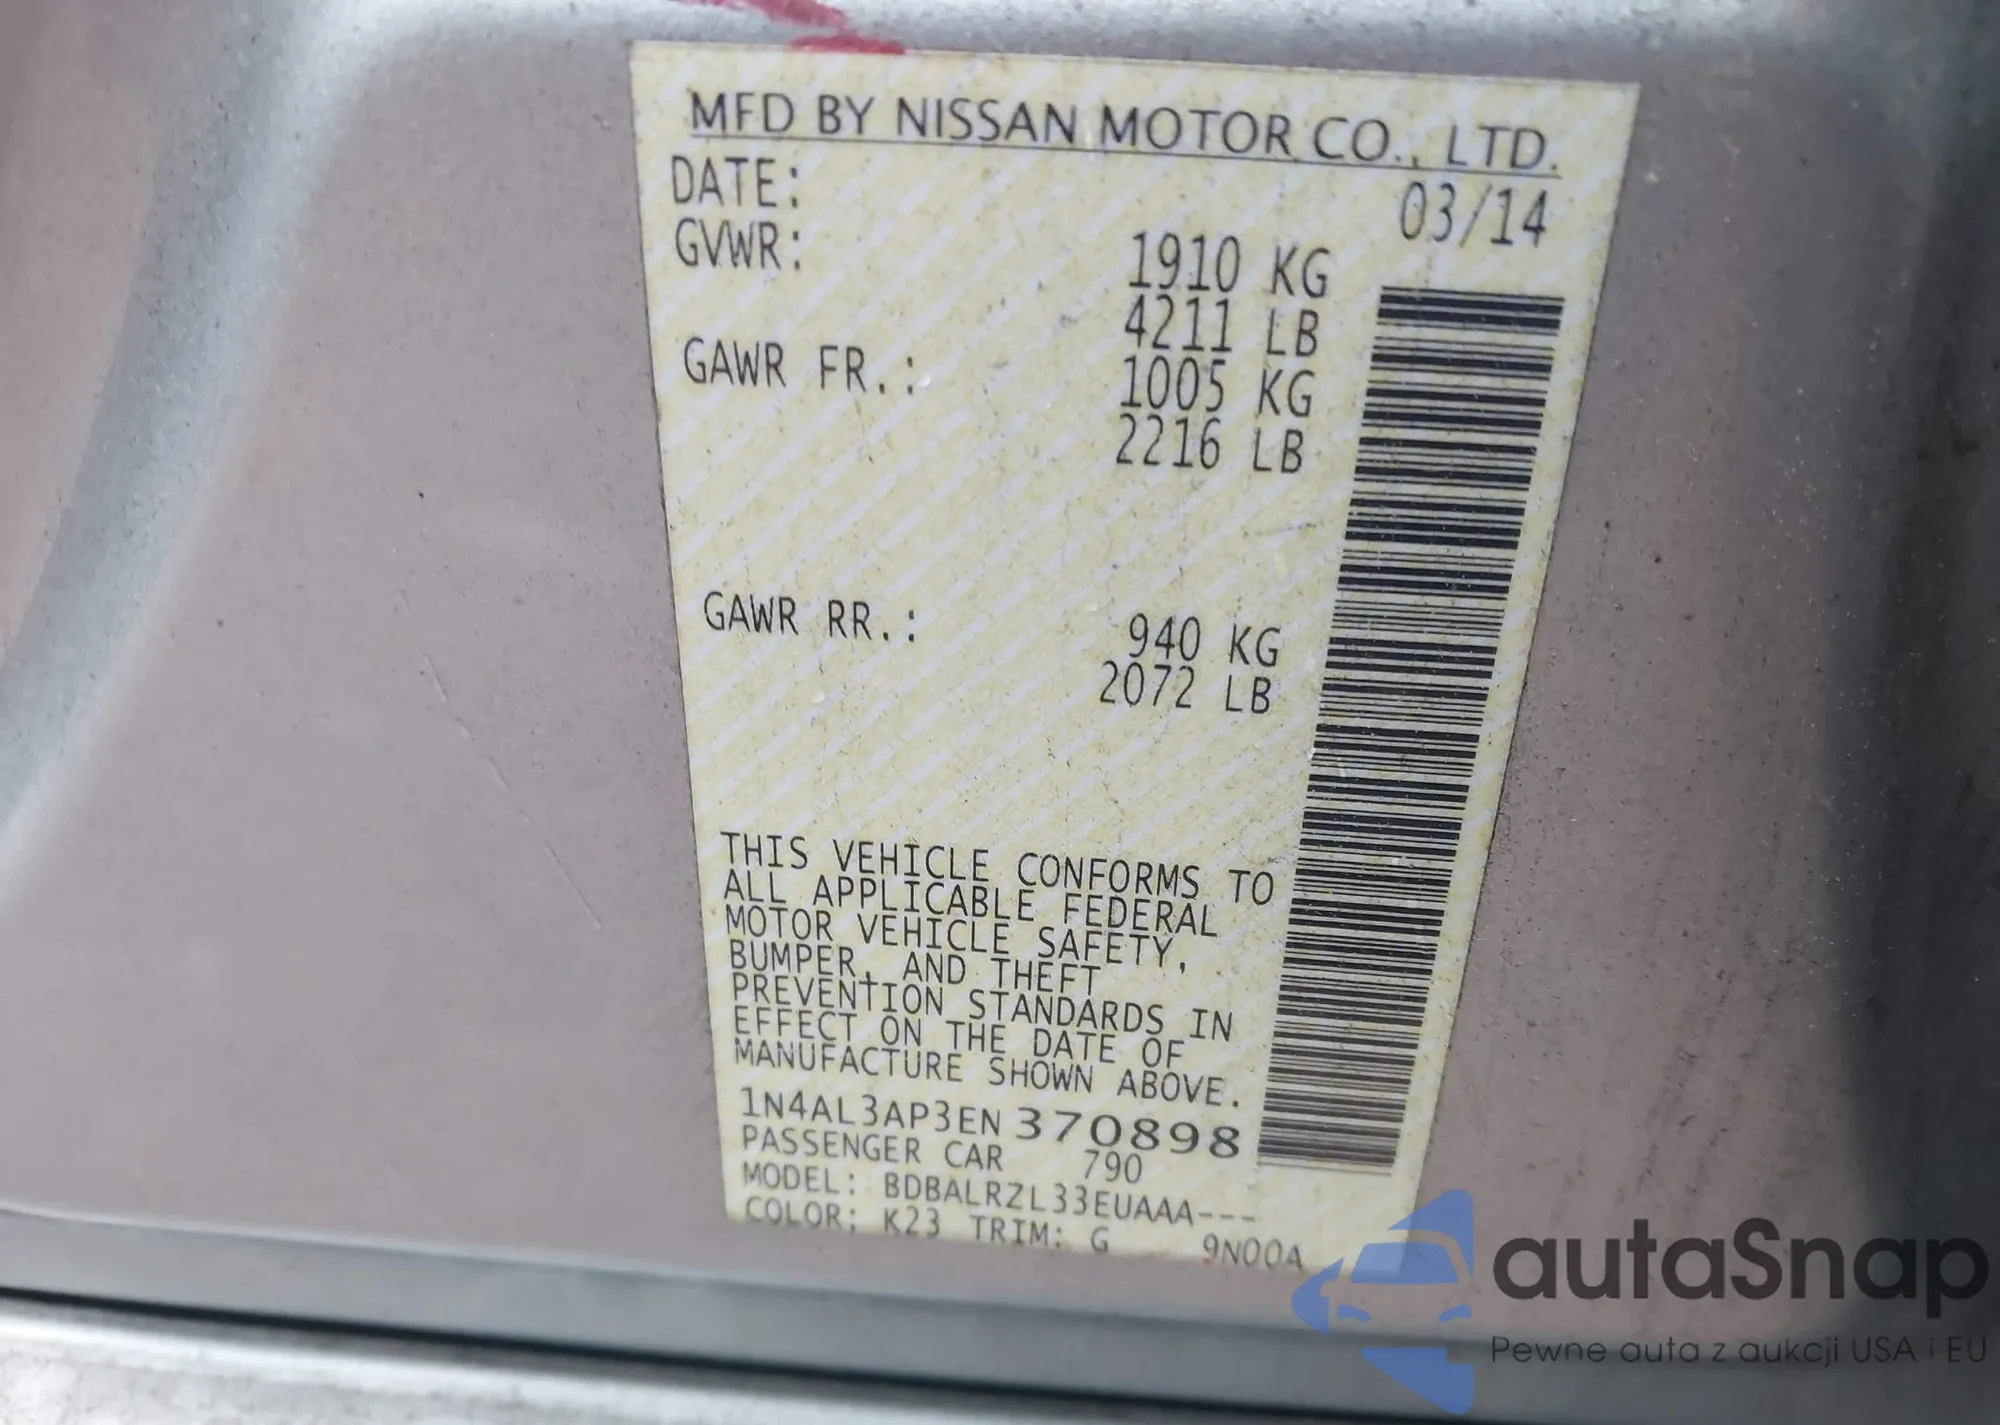 MFD BY NISSAN MOTOR CO., LTD.
DATE: 03/14
GVWR: 1910 KG
4211 LB
GAWR FR.: 1005 KG
2216 LB
GAWR RR.: 940 KG
2072 LB
THIS VEHICLE CONFORMS TO
ALL APPLICABLE FEDERAL
MOTOR VEHICLE SAFETY,
BUMPER, AND THEFT
PREVENTION STANDARDS IN
EFFECT ON THE DATE OF
MANUFACTURE SHOWN ABOVE.
1N4AL3AP3EN370898
PASSENGER CAR 790
MODEL: BDBALRZL33EUAAA---
COLOR: K23 TRIM: G 9N00A
autaSnap
Pewne auta z aukcji USA i EU